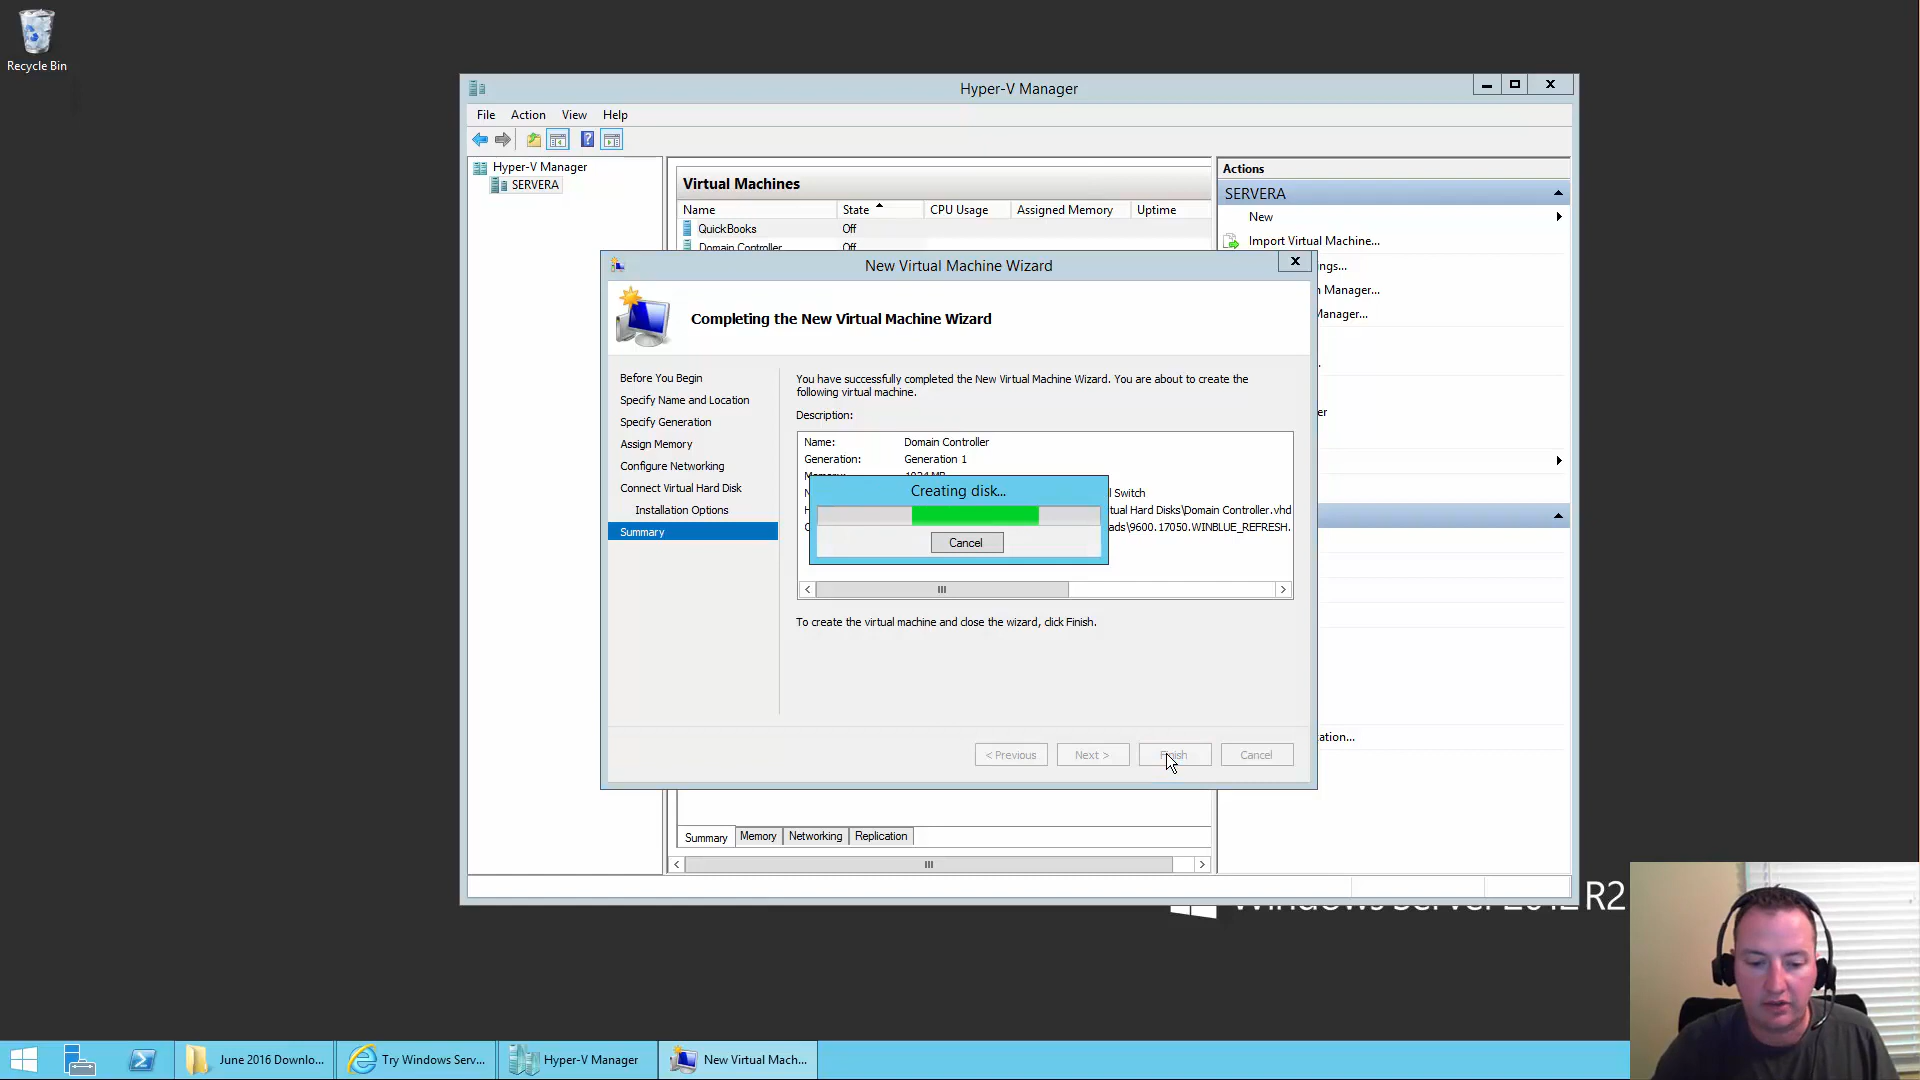 Recycle Bin
Hyper-V Manager
File Action View Help
Hyper-V Manager
SERVERA
Virtual Machines
Name State CPU Usage Assigned Memory Uptime
QuickBooks Off
Domain Controller Off
Actions
SERVERA
New
Import Virtual Machine...
ngs...
Manager...
Manager...
er
ation...
New Virtual Machine Wizard
Completing the New Virtual Machine Wizard
Before You Begin
Specify Name and Location
Specify Generation
Assign Memory
Configure Networking
Connect Virtual Hard Disk
Installation Options
Summary
You have successfully completed the New Virtual Machine Wizard. You are about to create the
following virtual machine.
Description:
Name: Domain Controller
Generation: Generation 1
Creating disk...
Cancel
l Switch
tual Hard Disks\Domain Controller.vhd
ads\9600.17050.WINBLUE_REFRESH.
To create the virtual machine and close the wizard, click Finish.
< Previous Next > Finish Cancel
Summary Memory Networking Replication
R2
June 2016 Downlo...
Try Windows Serv...
Hyper-V Manager
New Virtual Mach...